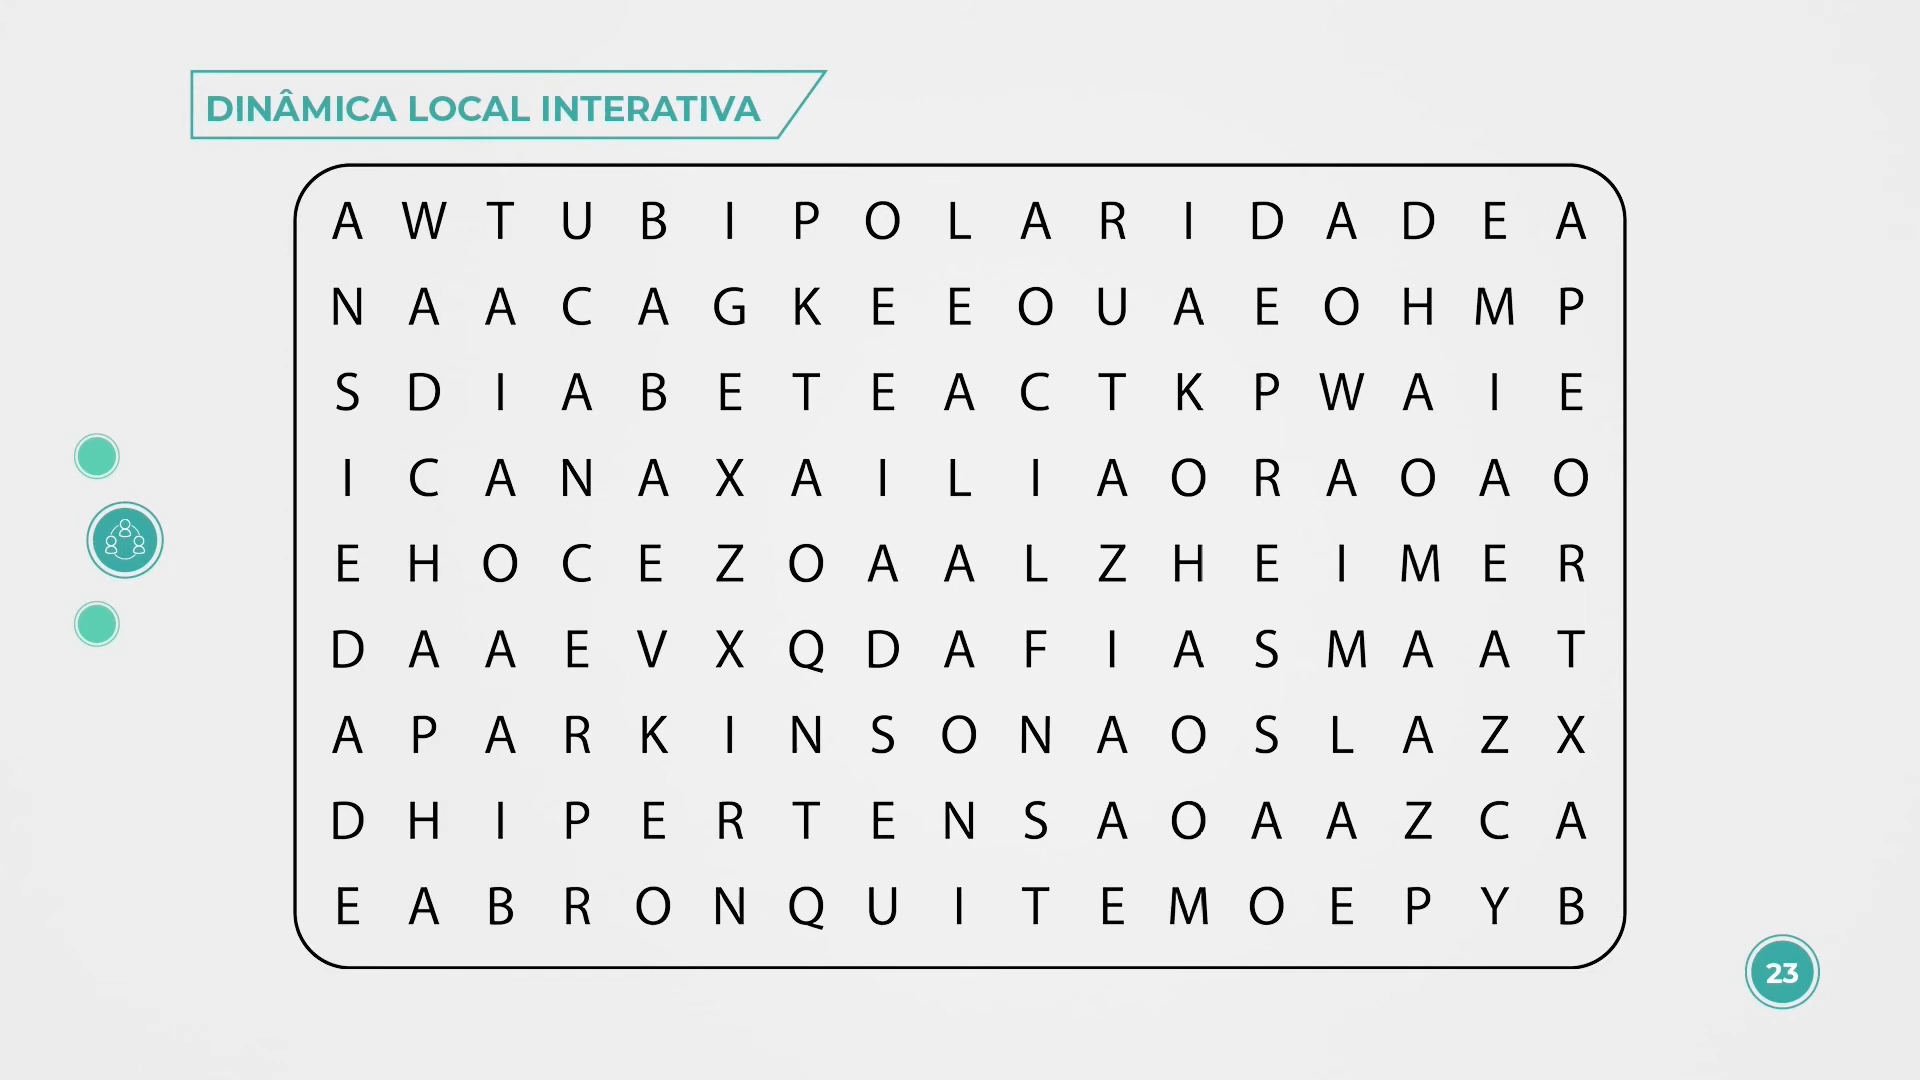 DINÂMICA LOCAL INTERATIVA
A W T U B I P O L A R I D A D E A
N A A C A G K E E O U A E O H M P
S D I A B E T E A C T K P W A I E
I C A N A X A I L I A O R A O A O
E H O C E Z O A A L Z H E I M E R
D A A E V X Q D A F I A S M A A T
A P A R K I N S O N A O S L A Z X
D H I P E R T E N S A O A A Z C A
E A B R O N Q U I T E M O E P Y B
23